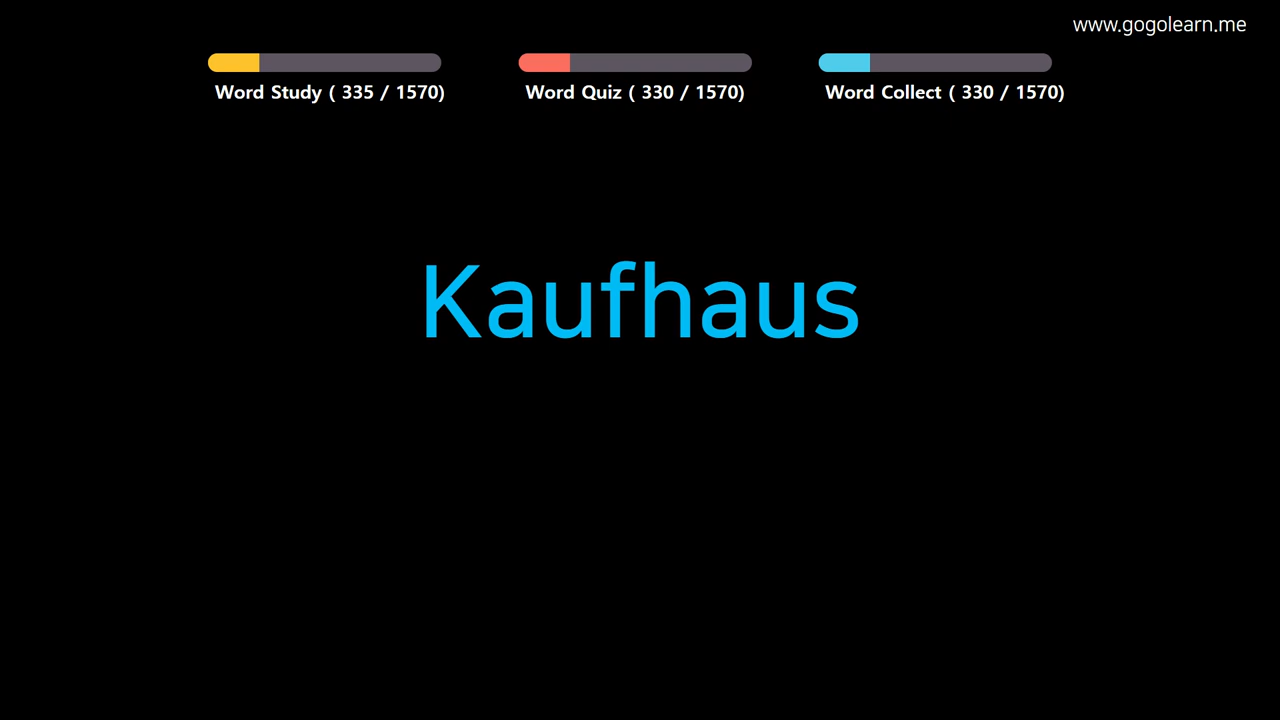 www.gogolearn.me
Word Study ( 335 / 1570)
Word Quiz ( 330 / 1570)
Word Collect ( 330 / 1570)
Kaufhaus